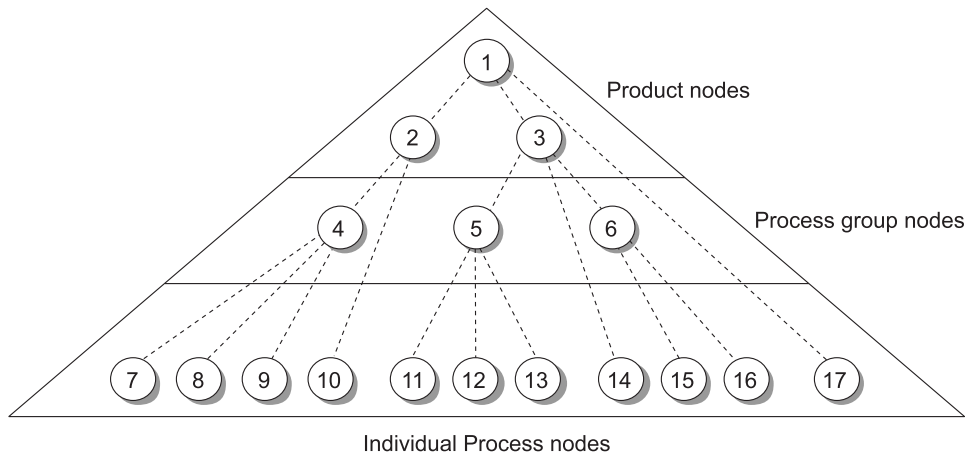 1
Product nodes
2 3
Process group nodes
4 5 6
7 8 9 10 11 12 13 14 15 16 17
Individual Process nodes